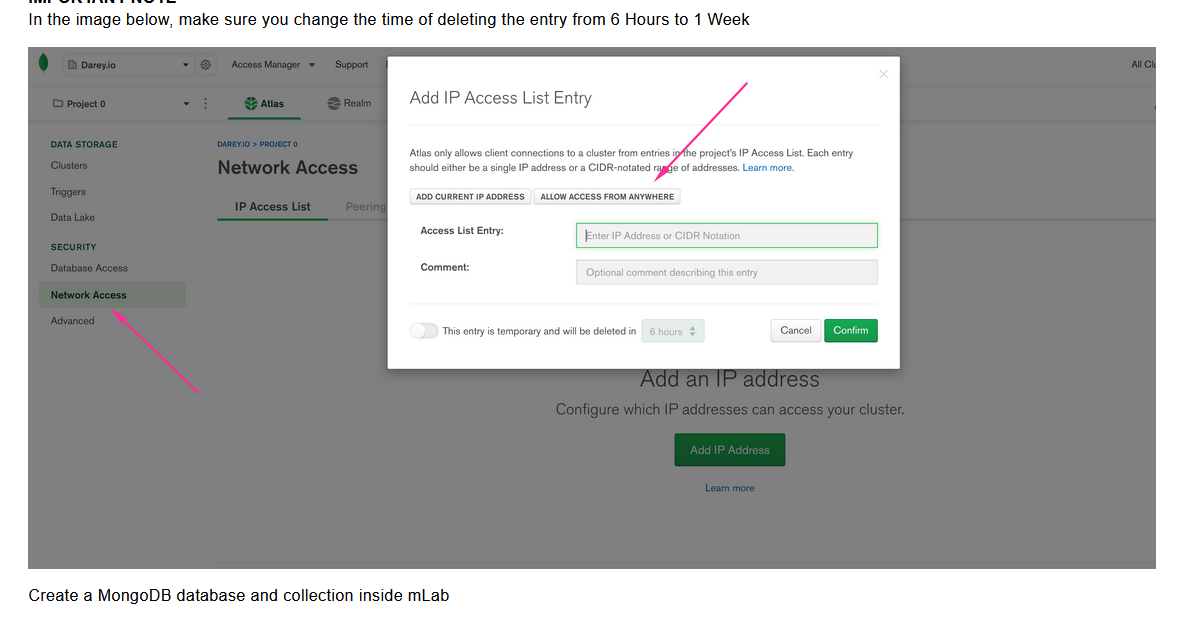 IMPORTANT NOTE
In the image below, make sure you change the time of deleting the entry from 6 Hours to 1 Week
Darey.io
Access Manager
Support
All Clu
Project 0
Atlas
Realm
DATA STORAGE
Clusters
Triggers
Data Lake
SECURITY
Database Access
Network Access
Advanced
DAREY.IO > PROJECT 0
Network Access
IP Access List
Peering
Add IP Access List Entry
Atlas only allows client connections to a cluster from entries in the project's IP Access List. Each entry
should either be a single IP address or a CIDR-notated range of addresses. Learn more.
ADD CURRENT IP ADDRESS
ALLOW ACCESS FROM ANYWHERE
Access List Entry:
Enter IP Address or CIDR Notation
Comment:
Optional comment describing this entry
This entry is temporary and will be deleted in 6 hours
Cancel
Confirm
Add an IP address
Configure which IP addresses can access your cluster.
Add IP Address
Learn more
Create a MongoDB database and collection inside mLab